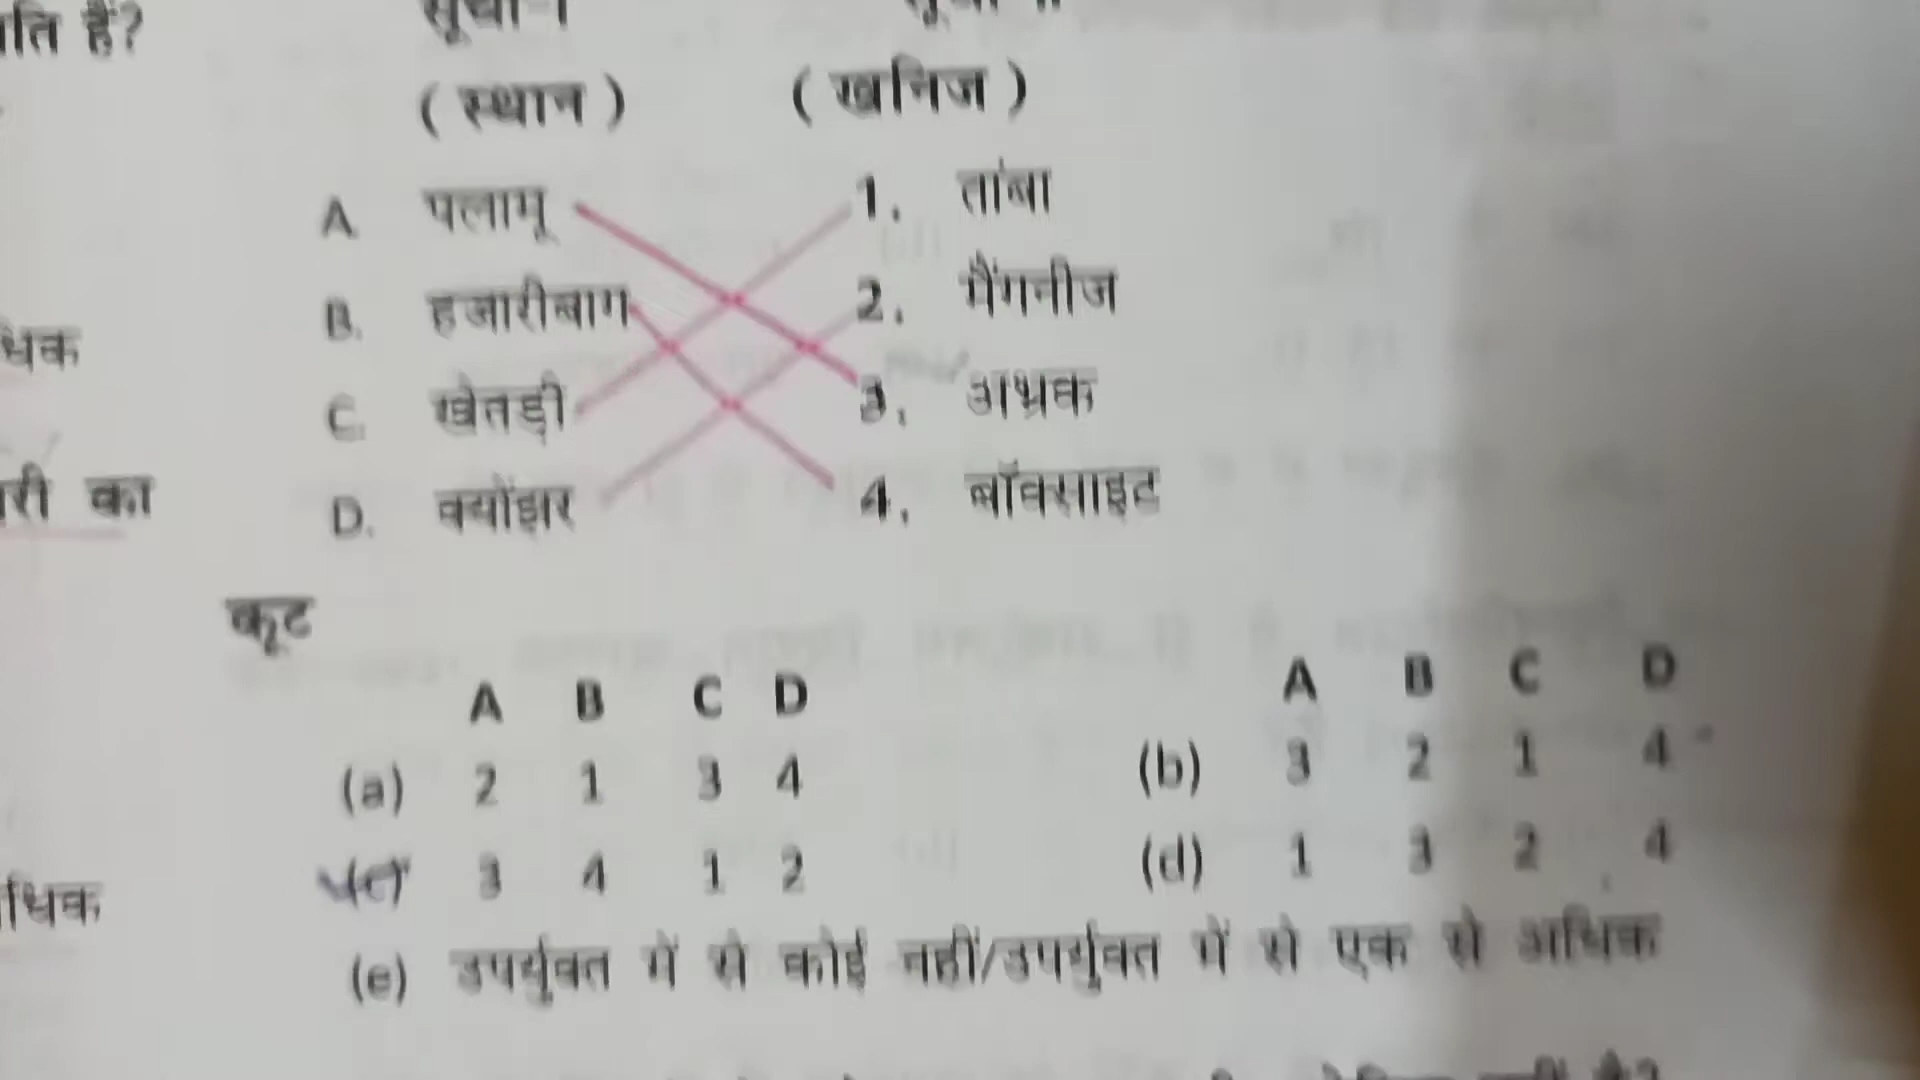 हैं?
(स्थान) (खनिज)
A. पलामू 1. तांबा
B. हजारीबाग 2. मैंगनीज
धिक
C. खेतड़ी 3. अभ्रक
री का
D. क्योंझर 4. बॉक्साइट
कूट
A B C D A B C D
(a) 2 1 3 4 (b) 3 2 1 4
(c) 3 4 1 2 (d) 1 3 2 4
धिक
(e) उपर्युक्त में से कोई नहीं/उपर्युक्त में से एक से अधिक